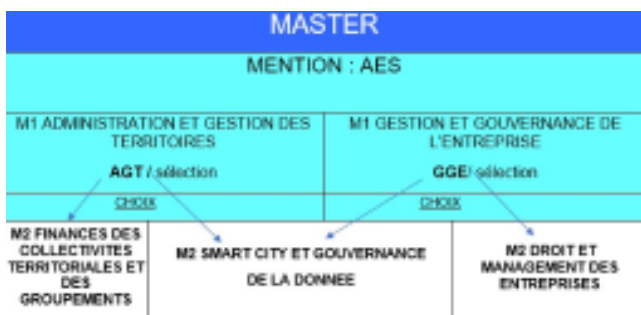 MASTER
MENTION : AES
M1 ADMINISTRATION ET GESTION DES
TERRITOIRES
AGT / sélection
M1 GESTION ET GOUVERNANCE DE
L'ENTREPRISE
GGE/ sélection
CHOIX
CHOIX
M2 FINANCES DES
COLLECTIVITES
TERRITORIALES ET
DES
GROUPEMENTS
M2 SMART CITY ET GOUVERNANCE
DE LA DONNEE
M2 DROIT ET
MANAGEMENT DES
ENTREPRISES